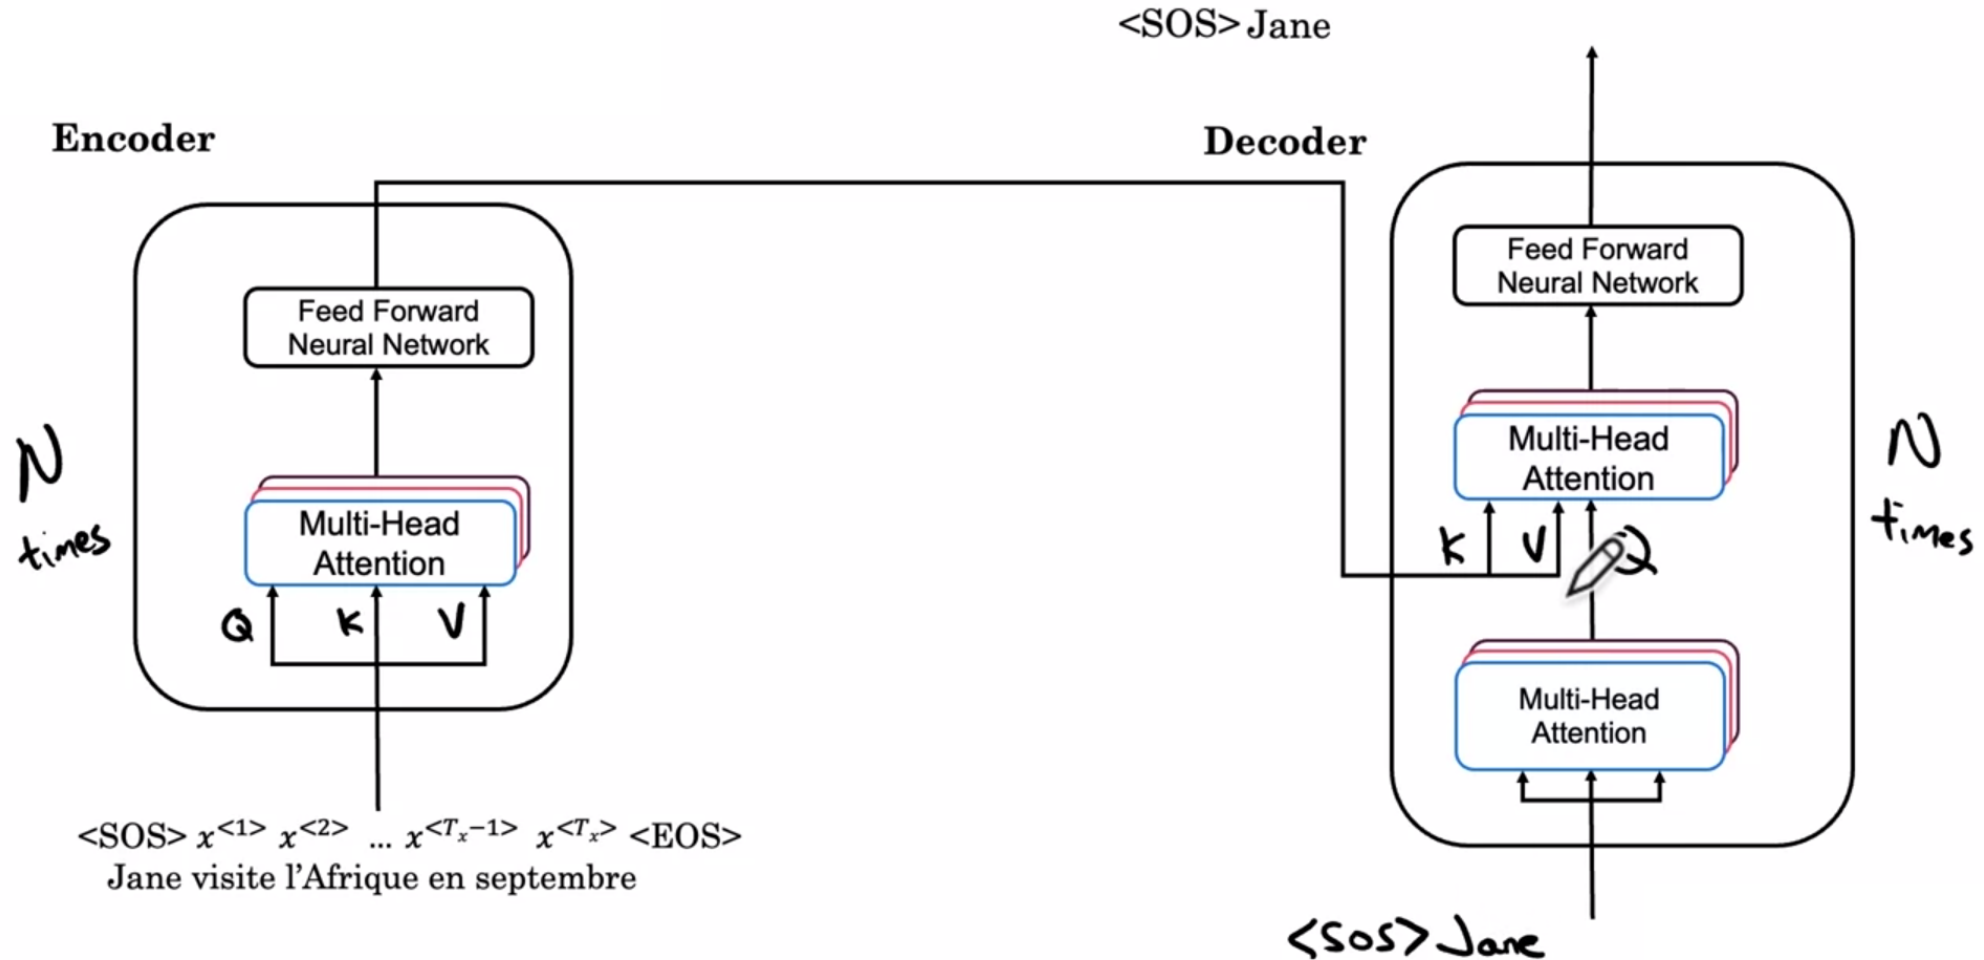 <SOS> Jane
Encoder
Decoder
Feed Forward
Neural Network
Multi-Head
Attention
Q K V
N
times
<SOS> x<1> x<2> ... x<Tx−1> x<Tx> <EOS>
Jane visite l’Afrique en septembre
Feed Forward
Neural Network
Multi-Head
Attention
K V Q
N
times
Multi-Head
Attention
<SOS> Jane